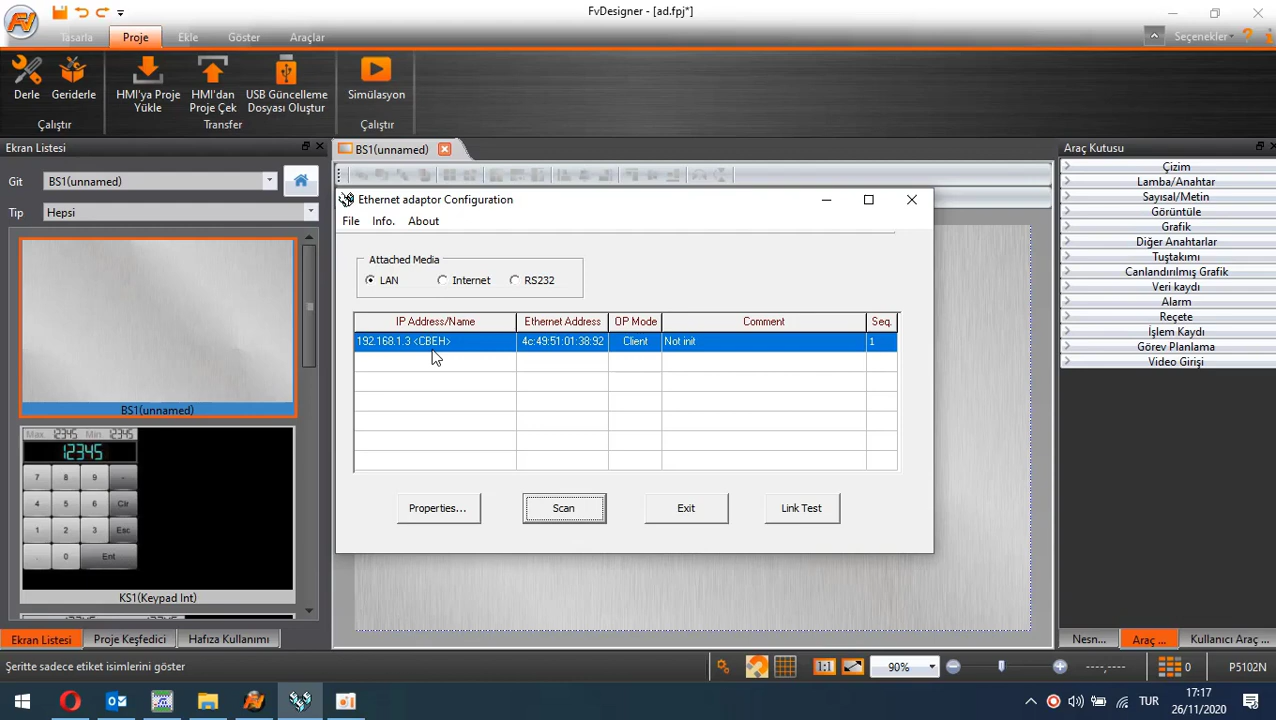 FvDesigner - [ad.fpj*]
Tasarla Proje Ekle Göster Araçlar Seçenekler
Derle Geriderle HMI'ya Proje Yükle HMI'dan Proje Çek USB Güncelleme Dosyası Oluştur Simülasyon
Çalıştır Transfer Çalıştır
Ekran Listesi
Git BS1(unnamed)
Tip Hepsi
BS1(unnamed)
Max. 12345 Min. 12345
12345
7 8 9 -
4 5 6 Clr
1 2 3 Esc
. 0 Ent
KS1(Keypad Int)
Ekran Listesi Proje Keşfedici Hafıza Kullanımı
BS1(unnamed)
Ethernet adaptor Configuration
File Info. About
Attached Media
LAN Internet RS232
IP Address/Name Ethernet Address OP Mode Comment Seq.
192.168.1.3 <CBEH> 4c:49:51:01:38:92 Client Not init 1
Properties... Scan Exit Link Test
Araç Kutusu
Çizim
Lamba/Anahtar
Sayısal/Metin
Görüntüle
Grafik
Diğer Anahtarlar
Tuştakımı
Canlandırılmış Grafik
Veri kaydı
Alarm
Reçete
İşlem Kaydı
Görev Planlama
Video Girişi
Nesn... Araç ... Kullanıcı Araç ...
Şeritte sadece etiket isimlerini göster
1:1 90% ----,---- 0 P5102N
TUR
17:17
26/11/2020